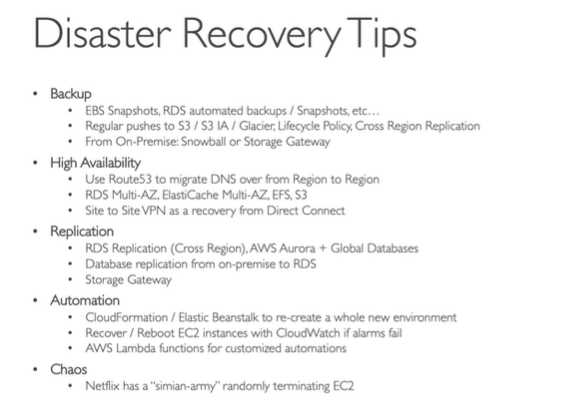 Disaster Recovery Tips
• Backup
• EBS Snapshots, RDS automated backups / Snapshots, etc…
• Regular pushes to S3 / S3 IA / Glacier, Lifecycle Policy, Cross Region Replication
• From On-Premise: Snowball or Storage Gateway
• High Availability
• Use Route53 to migrate DNS over from Region to Region
• RDS Multi-AZ, ElastiCache Multi-AZ, EFS, S3
• Site to Site VPN as a recovery from Direct Connect
• Replication
• RDS Replication (Cross Region), AWS Aurora + Global Databases
• Database replication from on-premise to RDS
• Storage Gateway
• Automation
• CloudFormation / Elastic Beanstalk to re-create a whole new environment
• Recover / Reboot EC2 instances with CloudWatch if alarms fail
• AWS Lambda functions for customized automations
• Chaos
• Netflix has a "simian-army" randomly terminating EC2